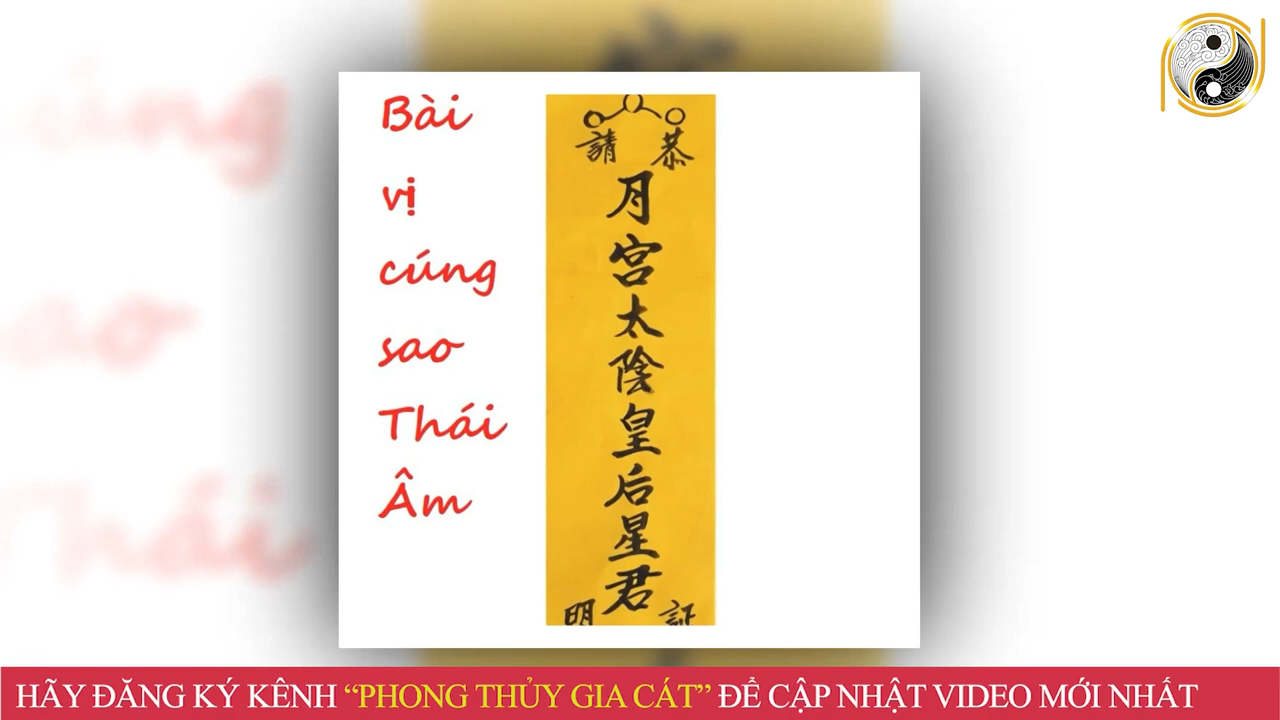 Bài
vị
cúng
sao
Thái
Âm
恭請
月宮太陰皇后星君
証明
HÃY ĐĂNG KÝ KÊNH “PHONG THỦY GIA CÁT” ĐỂ CẬP NHẬT VIDEO MỚI NHẤT